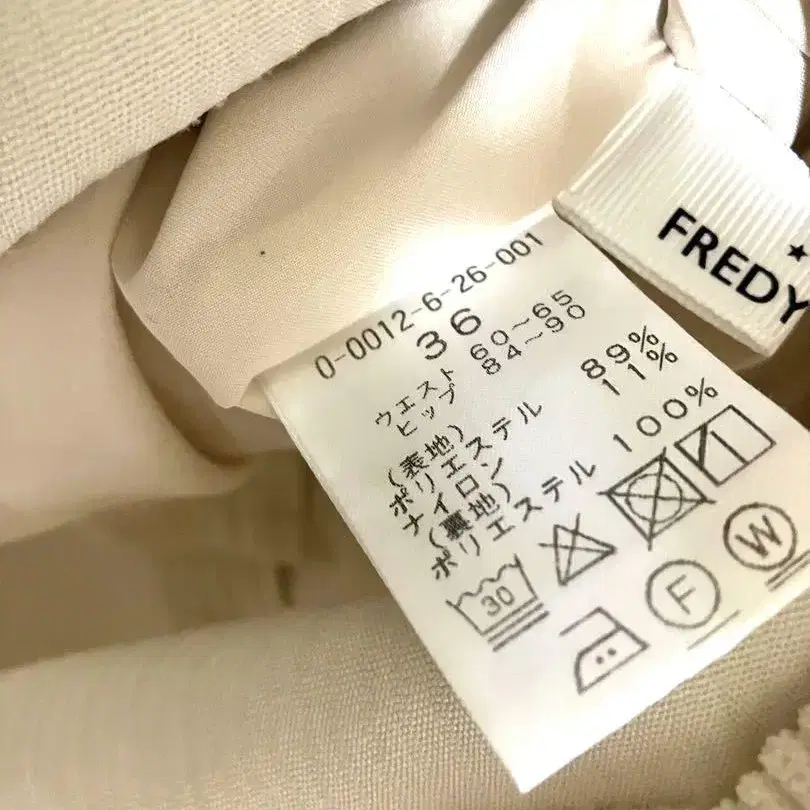 FREDY
0-0012-6-26-001
36
ウエスト 60～65
ヒップ 84～90
(表地)
ポリエステル 89%
ナイロン 11%
(裏地)
ポリエステル 100%
30
F
W